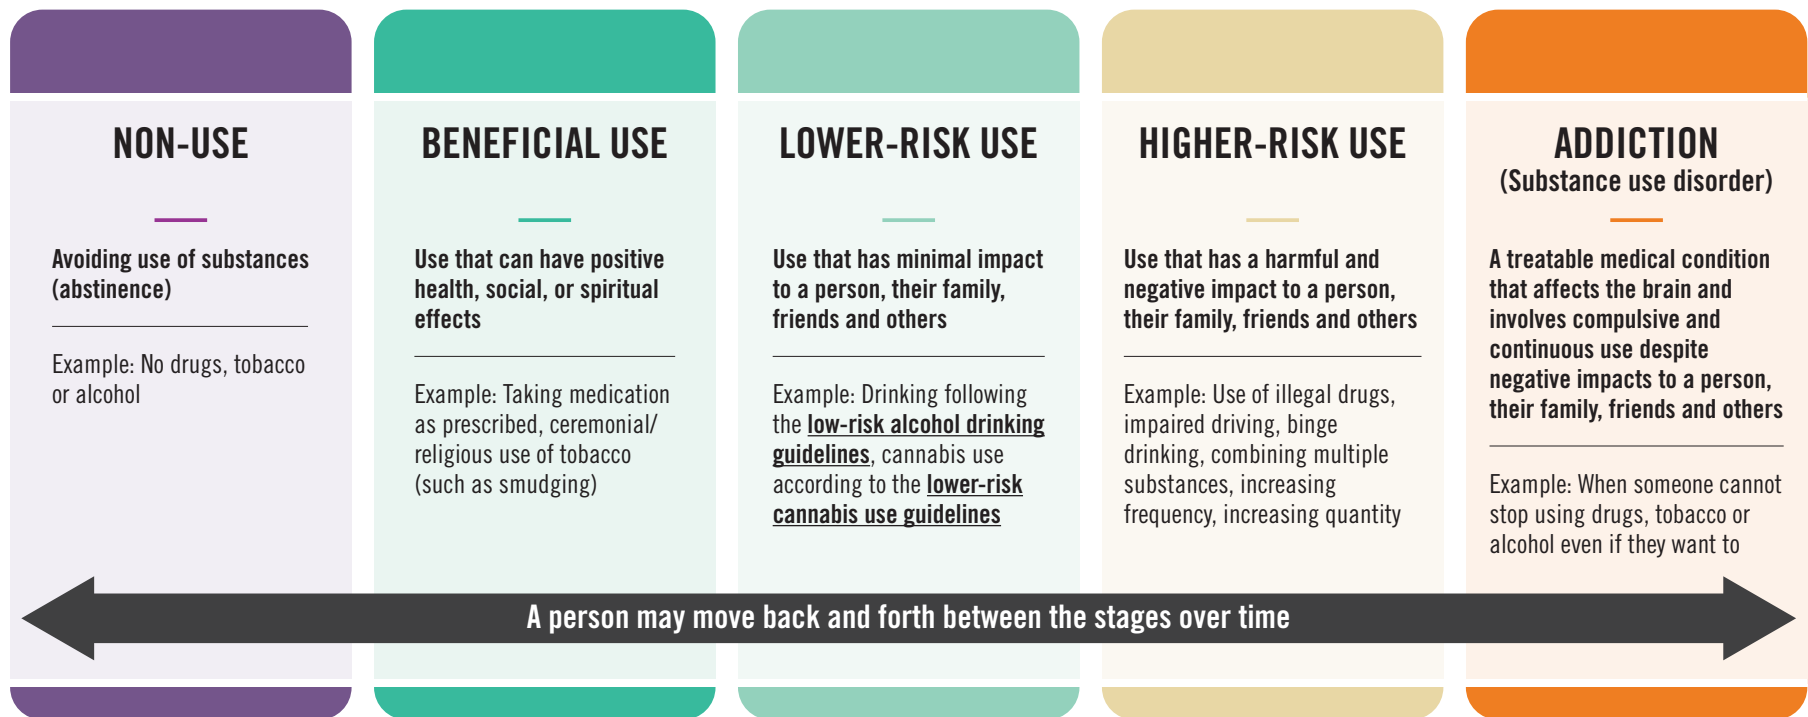 NON-USE
Avoiding use of substances
(abstinence)
Example: No drugs, tobacco
or alcohol
BENEFICIAL USE
Use that can have positive
health, social, or spiritual
effects
Example: Taking medication
as prescribed, ceremonial/
religious use of tobacco
(such as smudging)
LOWER-RISK USE
Use that has minimal impact
to a person, their family,
friends and others
Example: Drinking following
the low-risk alcohol drinking
guidelines, cannabis use
according to the lower-risk
cannabis use guidelines
HIGHER-RISK USE
Use that has a harmful and
negative impact to a person,
their family, friends and others
Example: Use of illegal drugs,
impaired driving, binge
drinking, combining multiple
substances, increasing
frequency, increasing quantity
ADDICTION
(Substance use disorder)
A treatable medical condition
that affects the brain and
involves compulsive and
continuous use despite
negative impacts to a person,
their family, friends and others
Example: When someone cannot
stop using drugs, tobacco or
alcohol even if they want to
A person may move back and forth between the stages over time